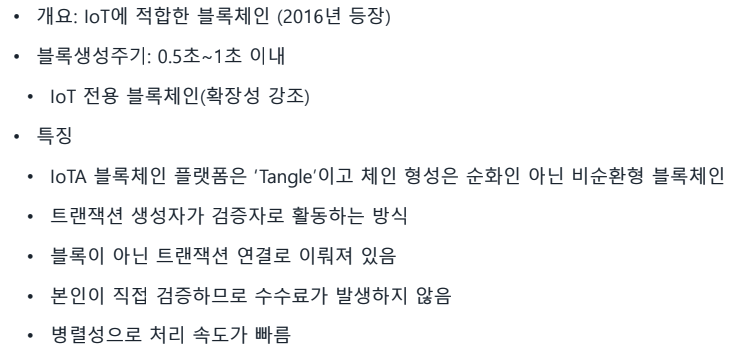 • 개요: IoT에 적합한 블록체인 (2016년 등장)
• 블록생성주기: 0.5초~1초 이내
• IoT 전용 블록체인(확장성 강조)
• 특징
• IoTA 블록체인 플랫폼은 ‘Tangle’이고 체인 형성은 순화인 아닌 비순환형 블록체인
• 트랜잭션 생성자가 검증자로 활동하는 방식
• 블록이 아닌 트랜잭션 연결로 이뤄져 있음
• 본인이 직접 검증하므로 수수료가 발생하지 않음
• 병렬성으로 처리 속도가 빠름